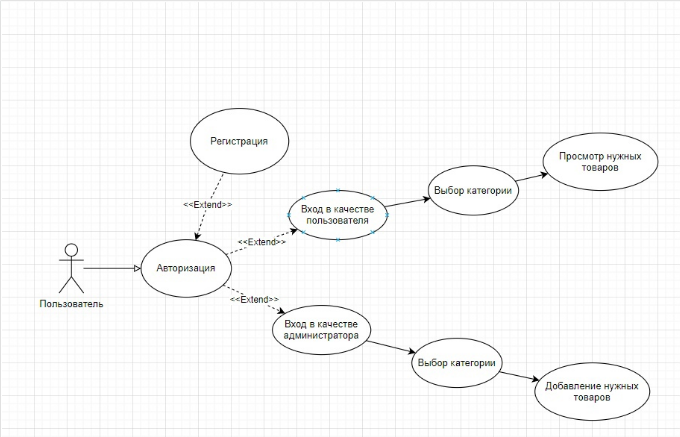 Регистрация
Просмотр нужных
товаров
Выбор категории
<<Extend>>
Вход в качестве
пользователя
<<Extend>>
Авторизация
Пользователь
<<Extend>>
Вход в качестве
администратора
Выбор категории
Добавление нужных
товаров